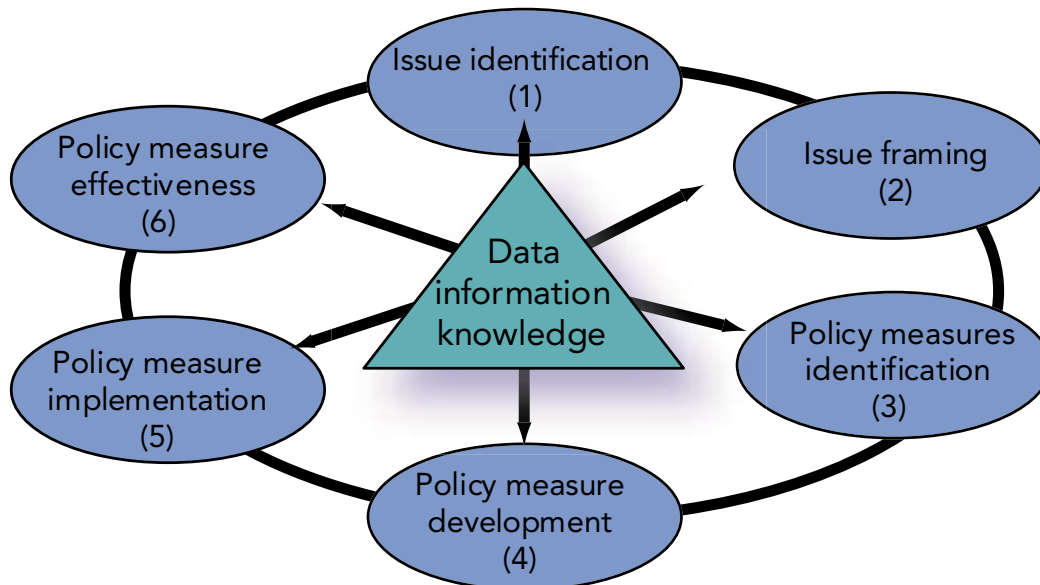 Issue identification
(1)
Issue framing
(2)
Policy measures
identification
(3)
Policy measure
development
(4)
Policy measure
implementation
(5)
Policy measure
effectiveness
(6)
Data
information
knowledge